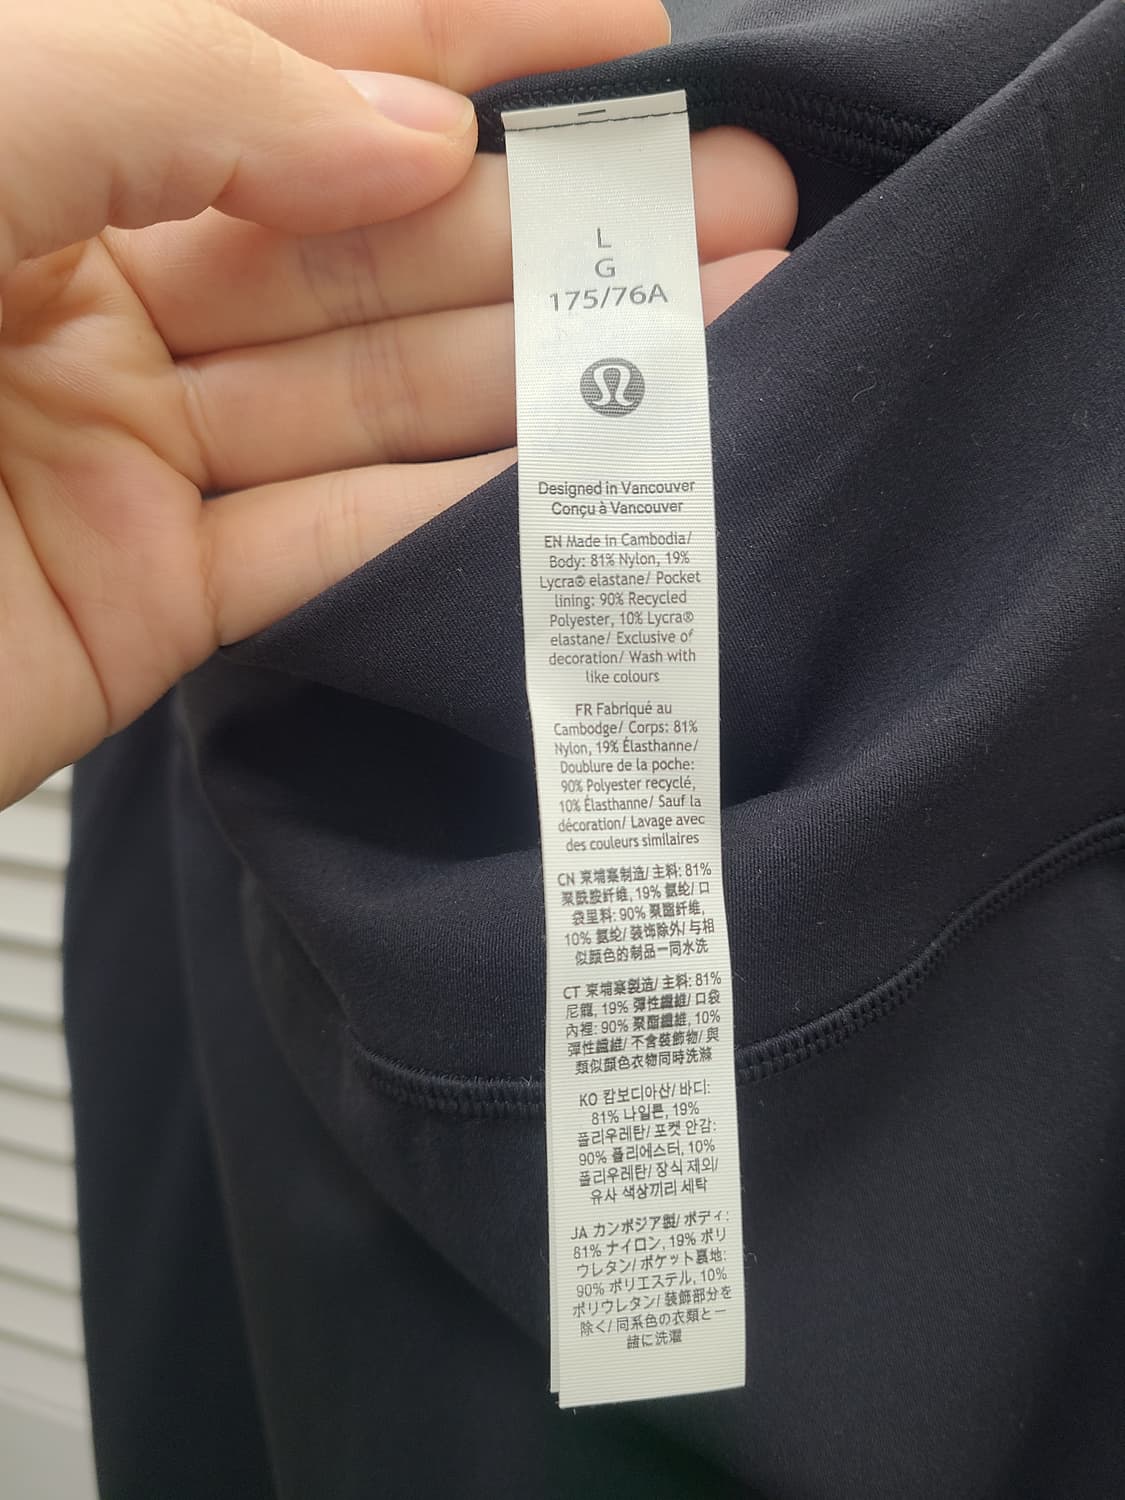 L
G
175/76A
Designed in Vancouver
Conçu à Vancouver
EN Made in Cambodia/
Body: 81% Nylon, 19%
Lycra® elastane/ Pocket
lining: 90% Recycled
Polyester, 10% Lycra®
elastane/ Exclusive of
decoration/ Wash with
like colours
FR Fabriqué au
Cambodge/ Corps: 81%
Nylon, 19% Élasthanne/
Doublure de la poche:
90% Polyester recyclé,
10% Élasthanne/ Sauf la
décoration/ Lavage avec
des couleurs similaires
CN 柬埔寨制造/ 主料: 81%
聚酰胺纤维, 19% 氨纶/ 口
袋里料: 90% 聚酯纤维,
10% 氨纶/ 装饰除外/ 与相
似颜色的制品一同水洗
CT 柬埔寨製造/ 主料: 81%
尼龍, 19% 彈性纖維/ 口袋
內裡: 90% 聚酯纖維, 10%
彈性纖維/ 不含裝飾物/ 與
類似顏色衣物同時洗滌
KO 캄보디아산/ 바디:
81% 나일론, 19%
폴리우레탄/ 포켓 안감:
90% 폴리에스터, 10%
폴리우레탄/ 장식 제외/
유사 색상끼리 세탁
JA カンボジア製/ ボディ:
81% ナイロン, 19% ポリ
ウレタン/ ポケット裏地:
90% ポリエステル, 10%
ポリウレタン/ 装飾部分を
除く/ 同系色の衣類と一
緒に洗濯